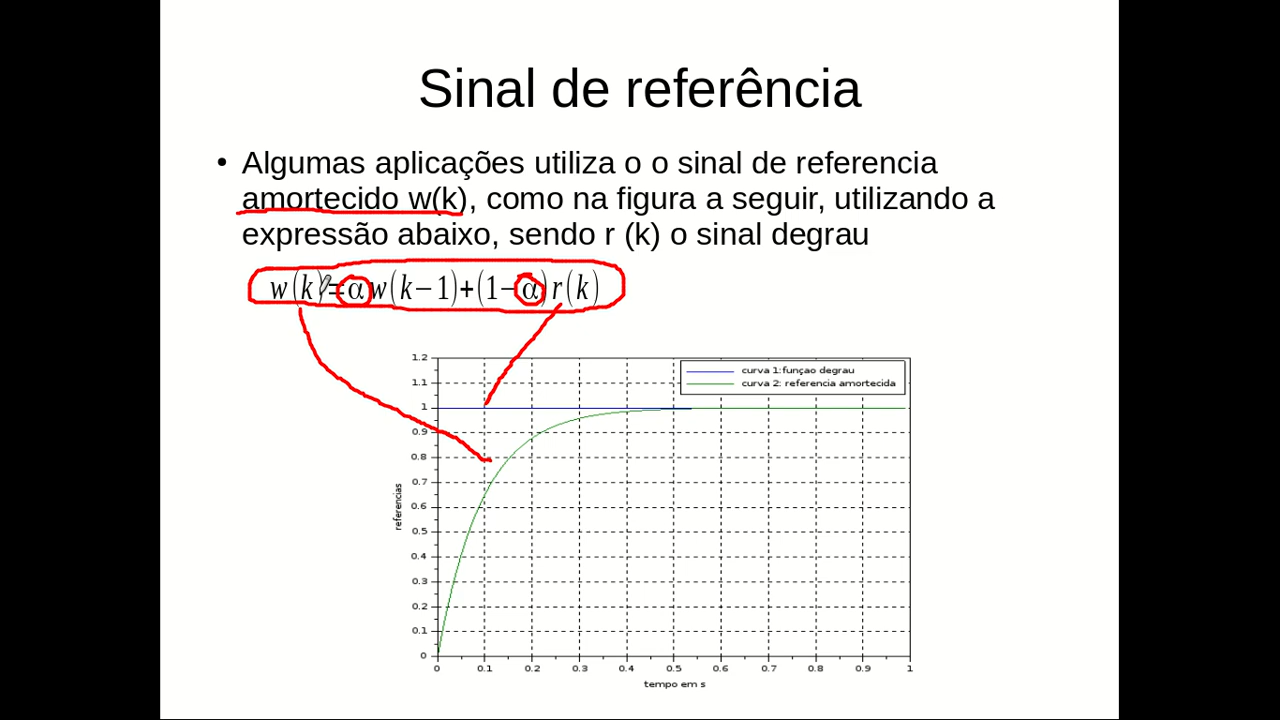 Sinal de referência
• Algumas aplicações utiliza o o sinal de referencia
amortecido w(k), como na figura a seguir, utilizando a
expressão abaixo, sendo r (k) o sinal degrau
w(k)=αw(k−1)+(1−α)r(k)
curva 1:funçao degrau
curva 2: referencia amortecida
1.2
1.1
1
0.9
0.8
0.7
0.6
0.5
0.4
0.3
0.2
0.1
0
referencias
0 0.1 0.2 0.3 0.4 0.5 0.6 0.7 0.8 0.9 1
tempo em s